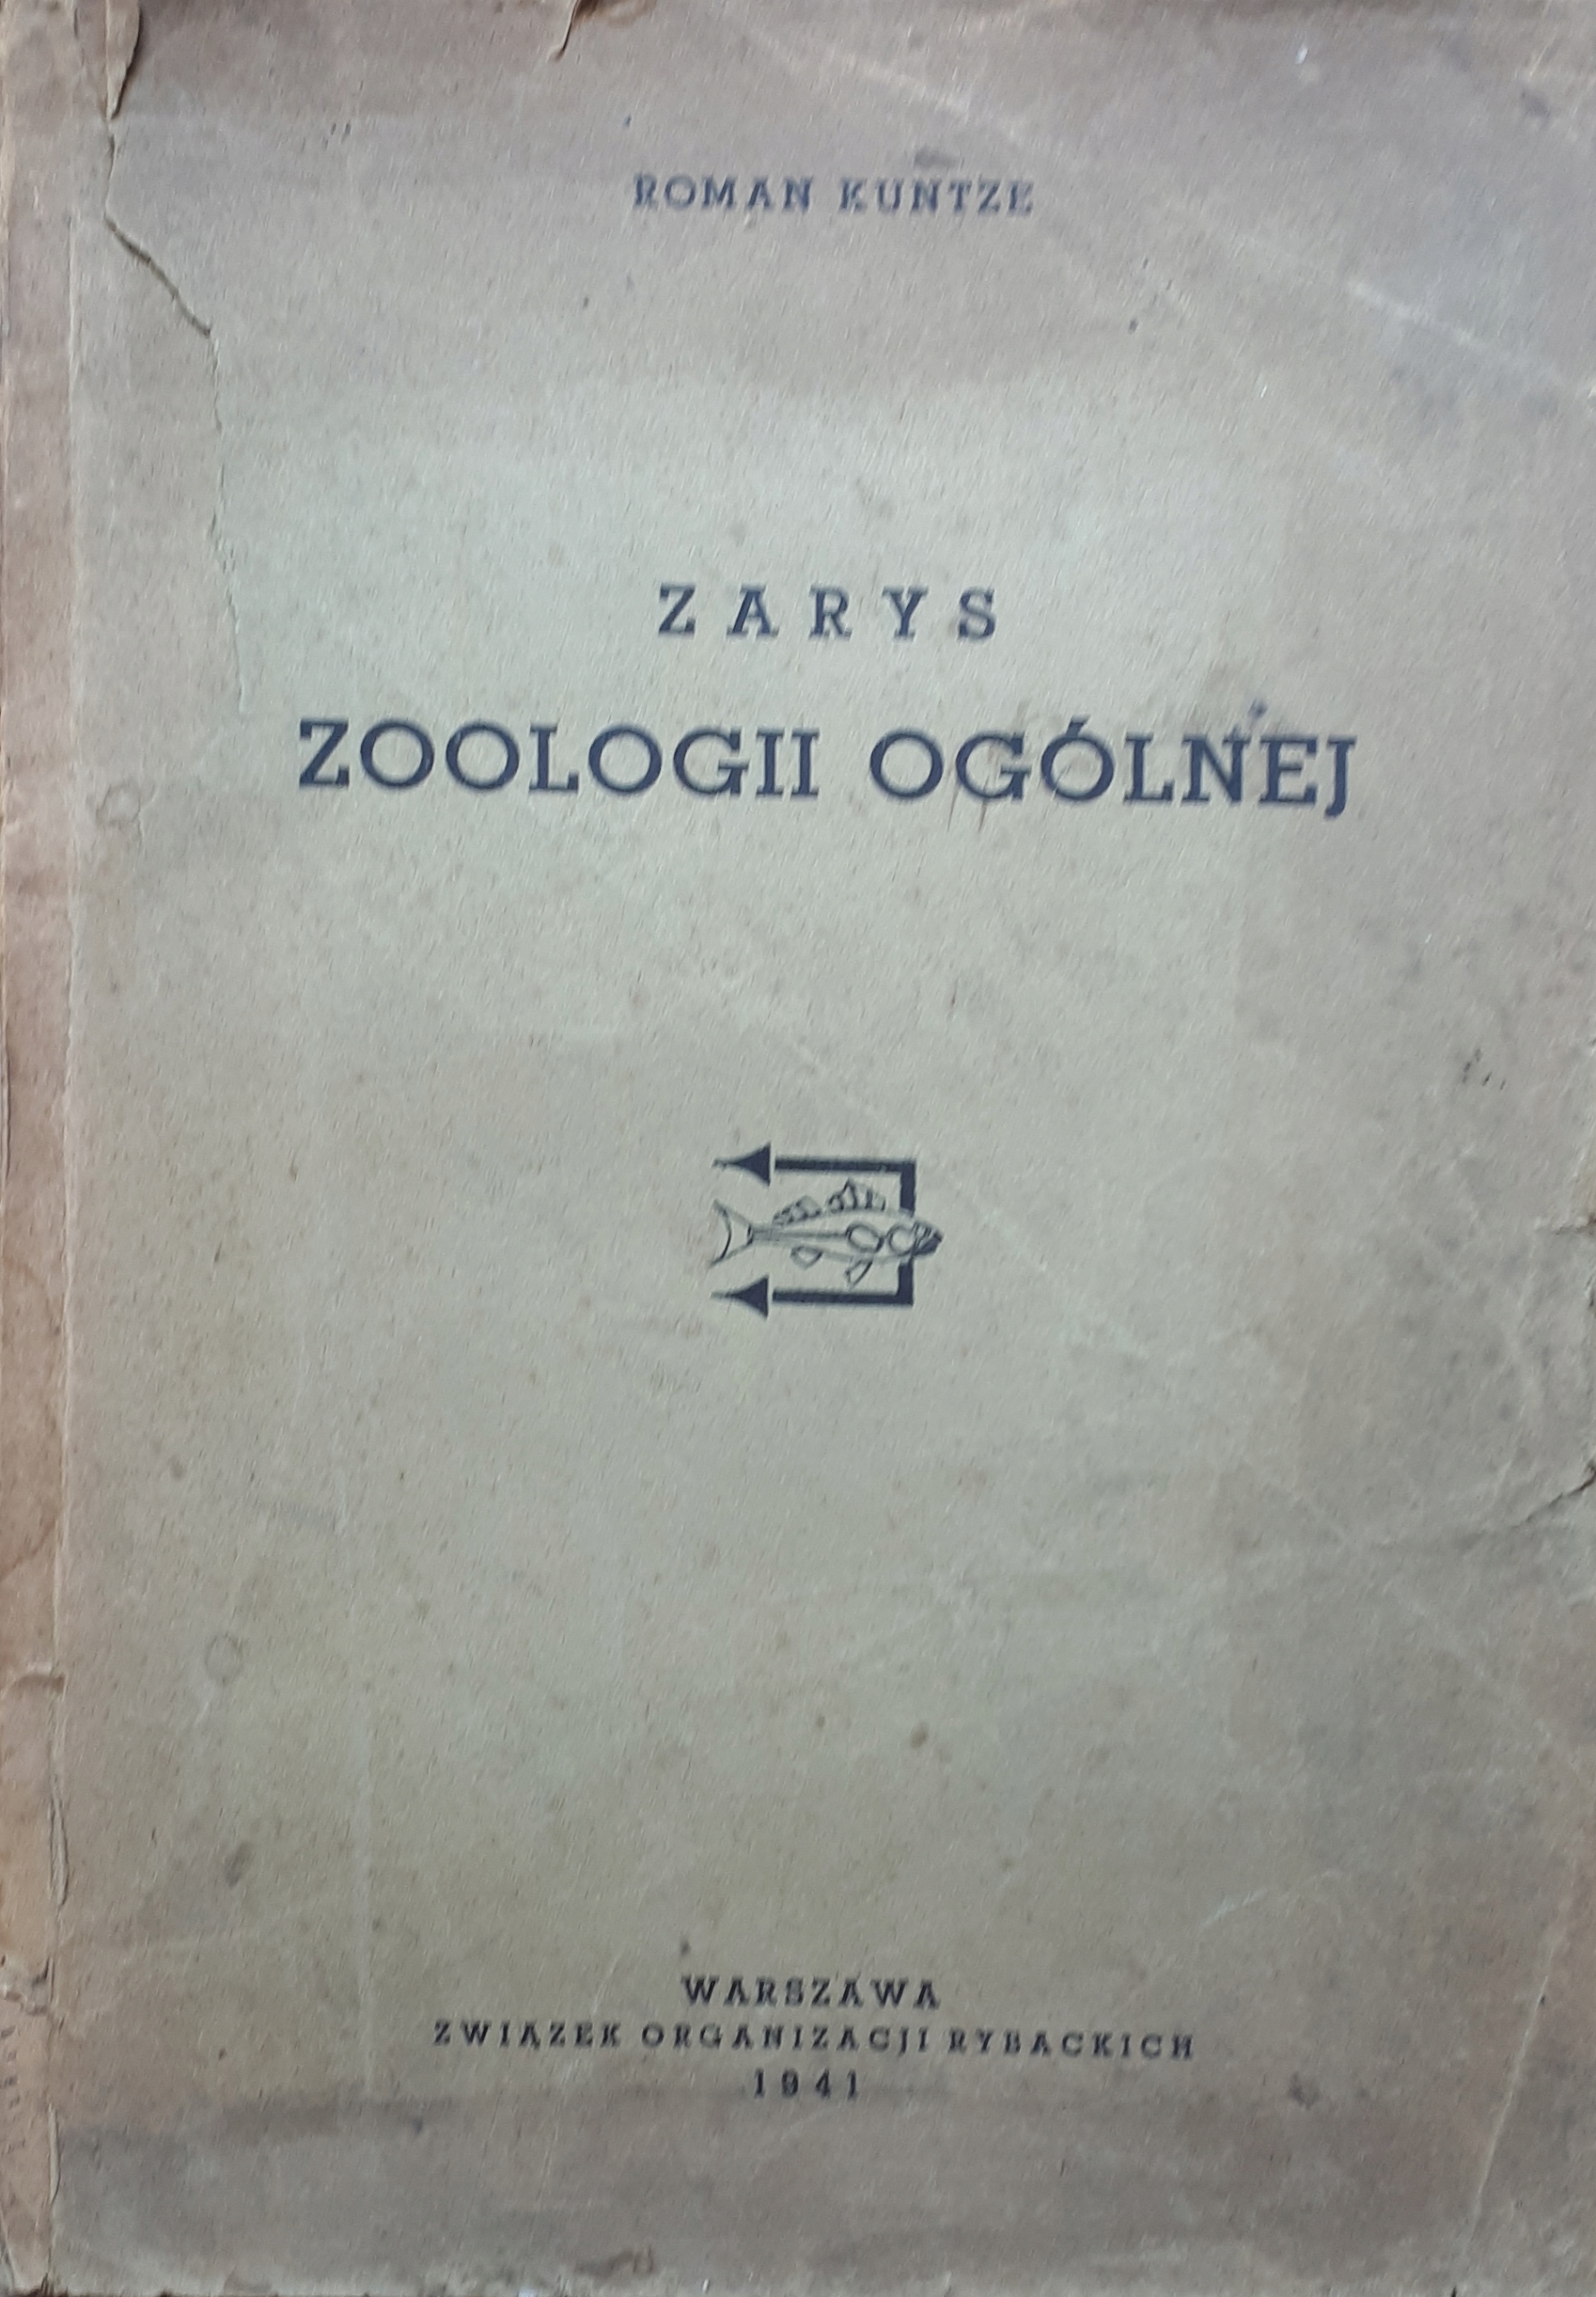 ROMAN KUNTZE
ZARYS
ZOOLOGII OGÓLNEJ
WARSZAWA
ZWIĄZEK ORGANIZACJI RYBACKICH
1941